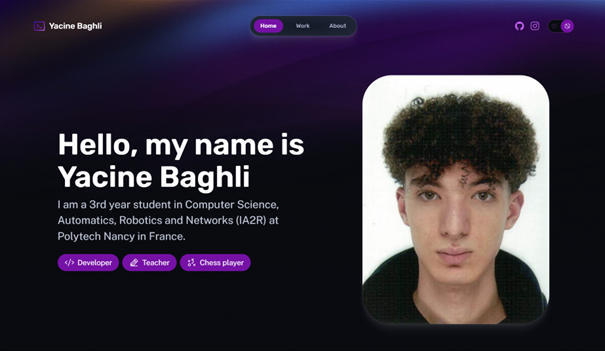 Yacine Baghli
Home Work About
Hello, my name is
Yacine Baghli
I am a 3rd year student in Computer Science,
Automatics, Robotics and Networks (IA2R) at
Polytech Nancy in France.
Developer Teacher Chess player